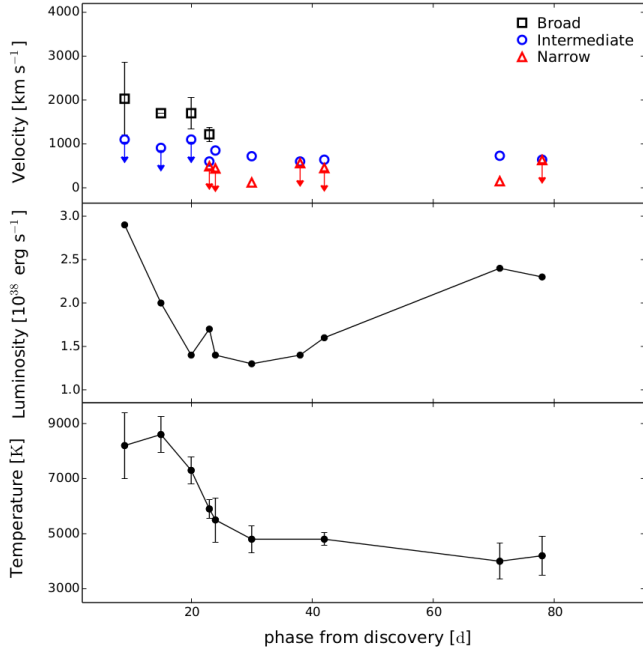 Velocity [km s⁻¹]
4000
3000
2000
1000
0
Broad
Intermediate
Narrow
Luminosity [10³⁸ erg s⁻¹]
3.0
2.5
2.0
1.5
1.0
Temperature [K]
9000
7000
5000
3000
20
40
60
80
phase from discovery [d]